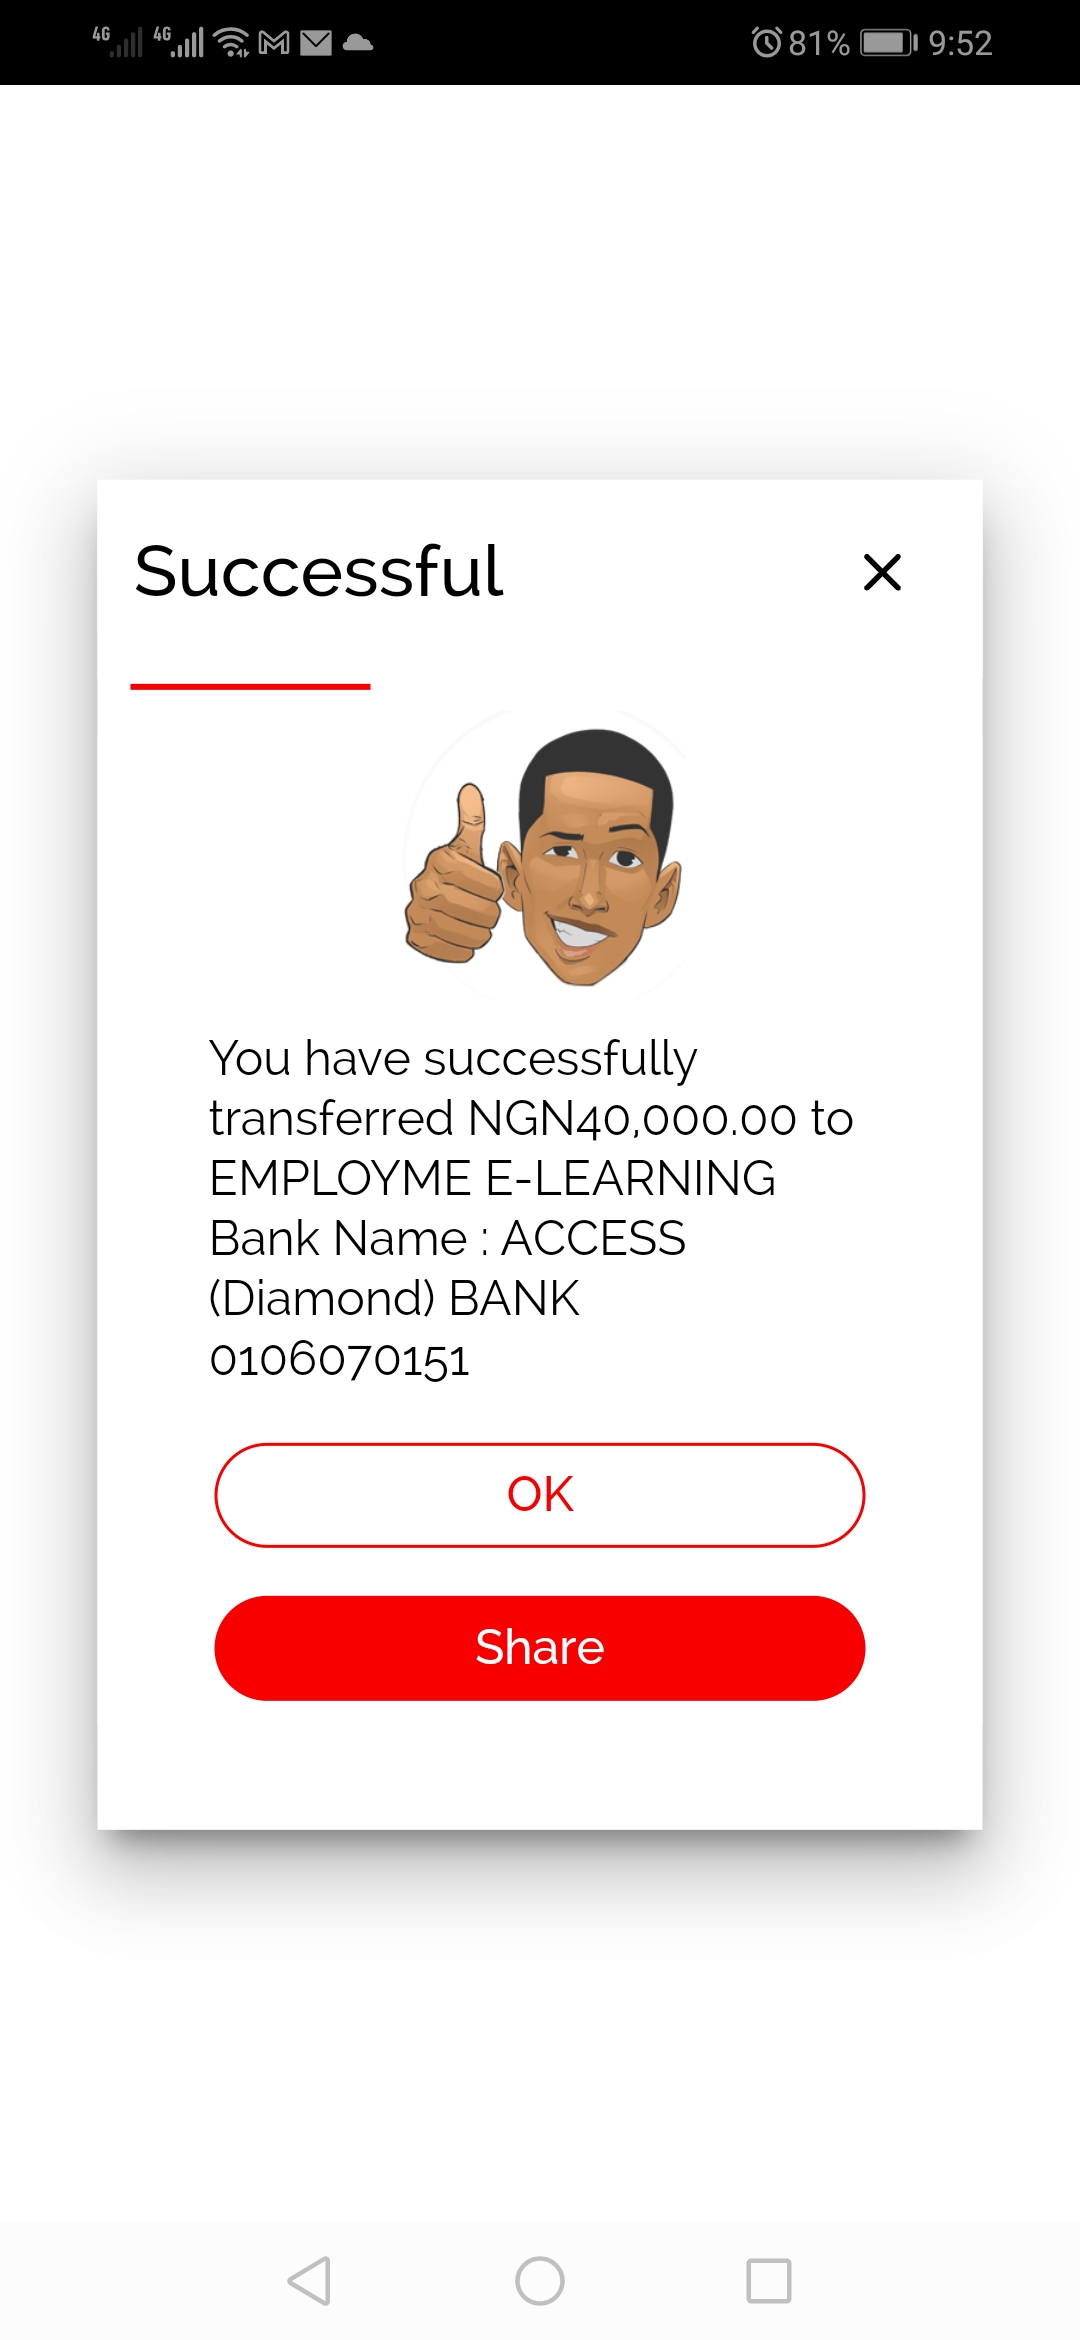 4G 4G 81% 9:52
Successful
You have successfully
transferred NGN40,000.00 to
EMPLOYME E-LEARNING
Bank Name : ACCESS
(Diamond) BANK
0106070151
OK
Share